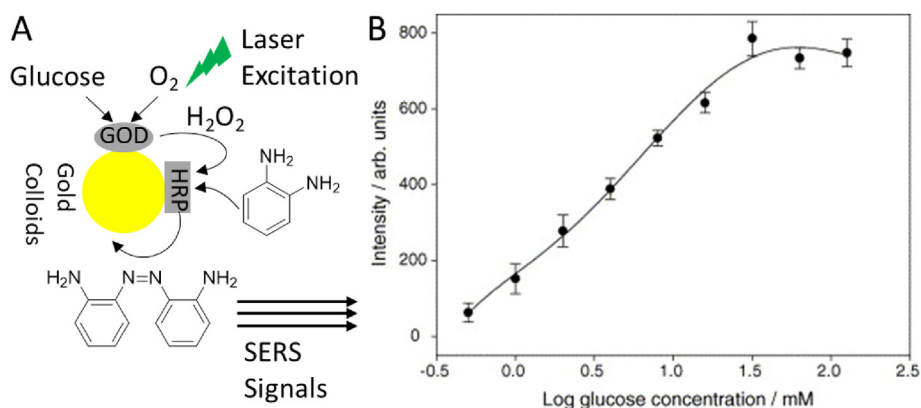 A
Glucose
O2
Laser
Excitation
H2O2
GOD
HRP
Gold
Colloids
NH2
NH2
H2N
N=N
NH2
SERS
Signals
B
Intensity / arb. units
800
600
400
200
0
-0.5
0.0
0.5
1.0
1.5
2.0
2.5
Log glucose concentration / mM